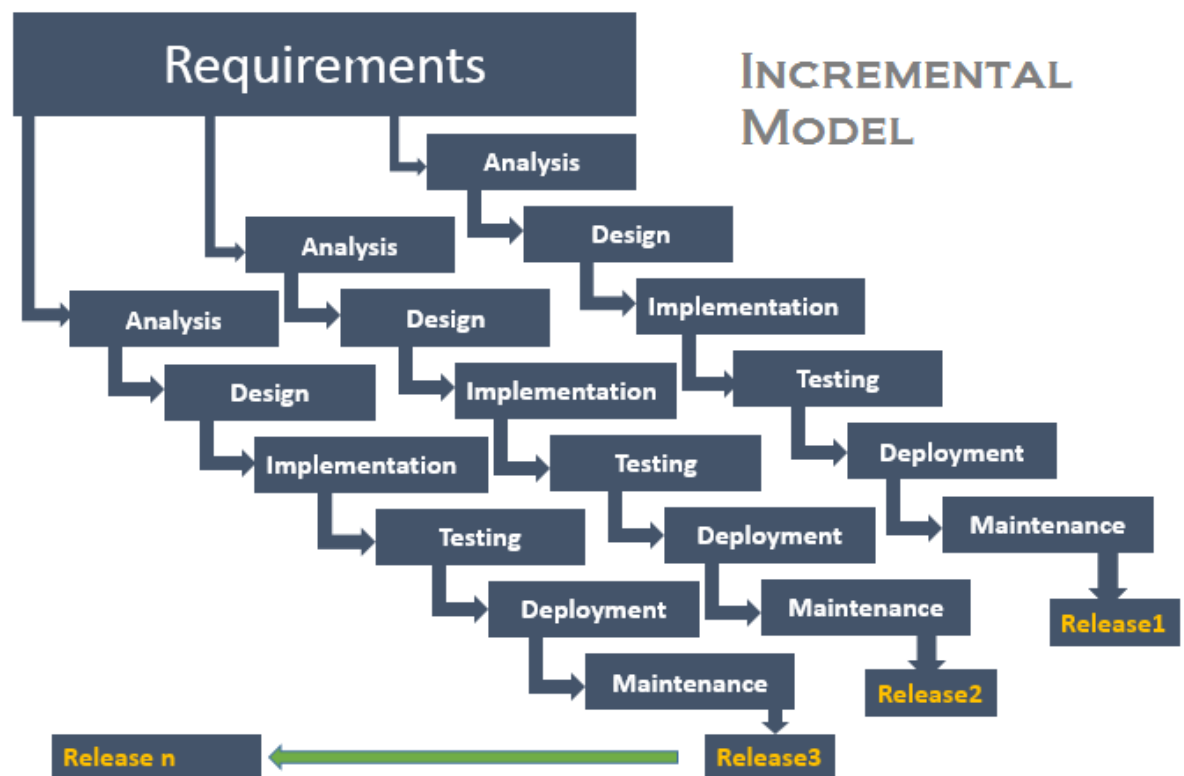 Requirements
INCREMENTAL
MODEL
Analysis
Design
Implementation
Testing
Deployment
Maintenance
Release1
Analysis
Design
Implementation
Testing
Deployment
Maintenance
Release2
Analysis
Design
Implementation
Testing
Deployment
Maintenance
Release3
Release n